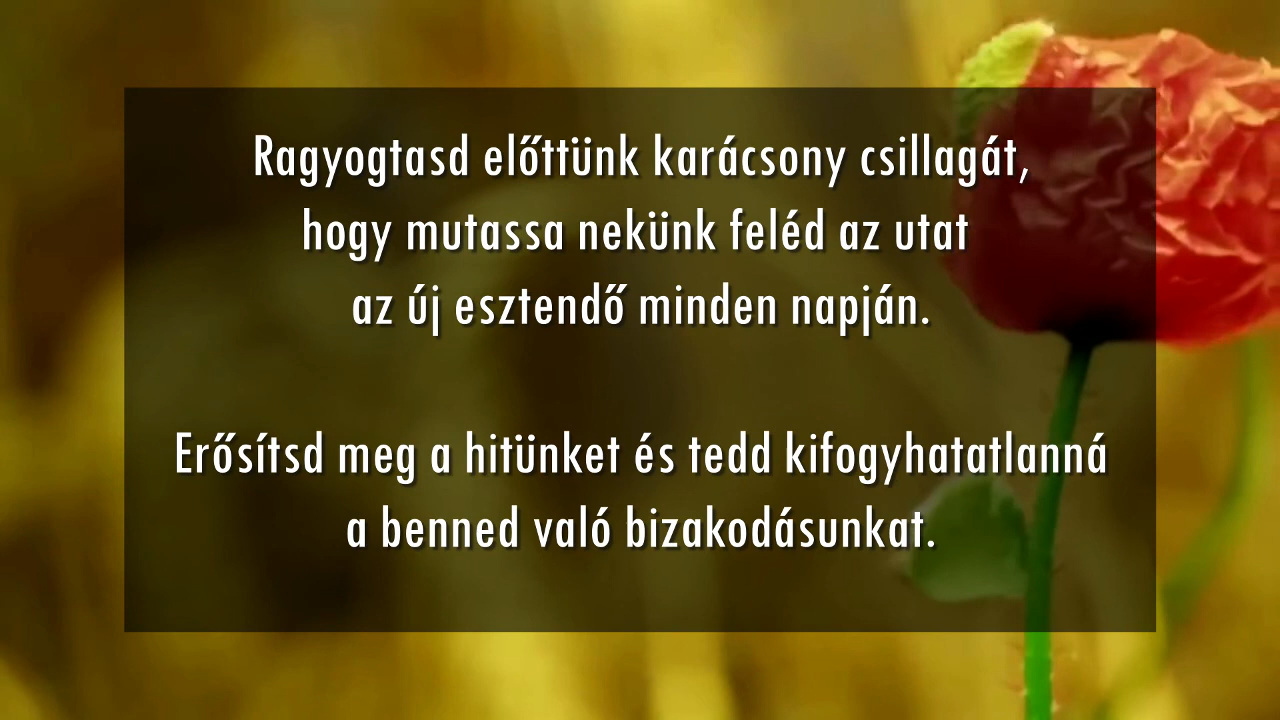 Ragyogtasd előttünk karácsony csillagát,
hogy mutassa nekünk feléd az utat
az új esztendő minden napján.
Erősítsd meg a hitünket és tedd kifogyhatatlanná
a benned való bizakodásunkat.